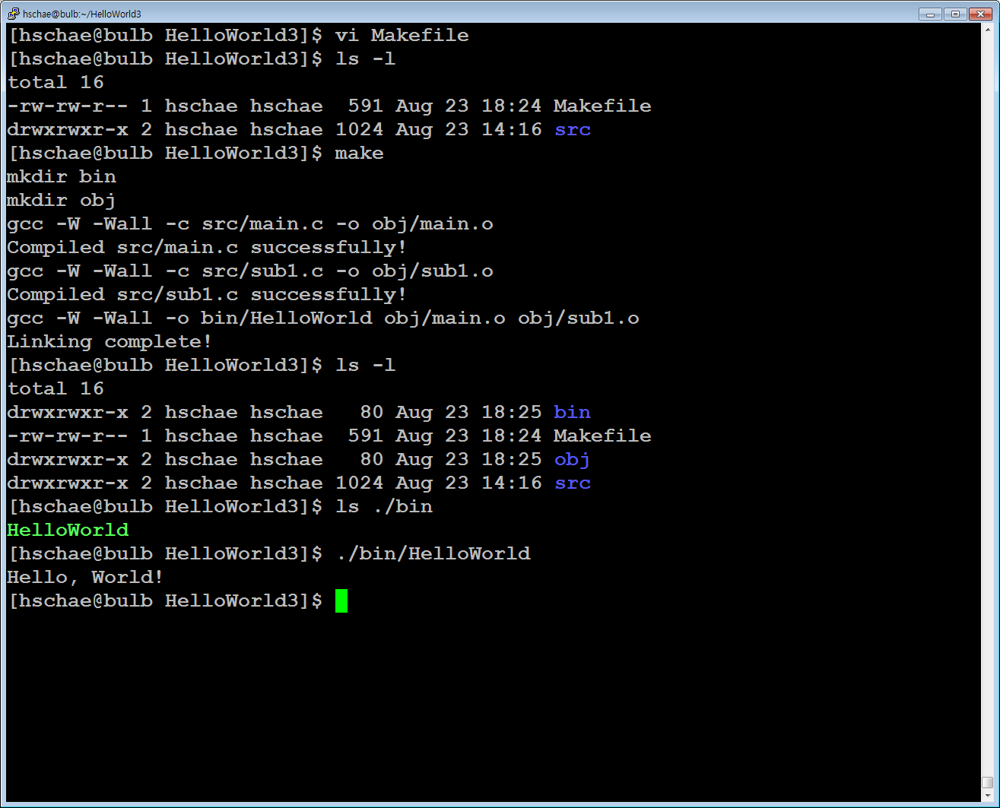 hschae@bulb:~/HelloWorld3
[hschae@bulb HelloWorld3]$ vi Makefile
[hschae@bulb HelloWorld3]$ ls -l
total 16
-rw-rw-r-- 1 hschae hschae  591 Aug 23 18:24 Makefile
drwxrwxr-x 2 hschae hschae 1024 Aug 23 14:16 src
[hschae@bulb HelloWorld3]$ make
mkdir bin
mkdir obj
gcc -W -Wall -c src/main.c -o obj/main.o
Compiled src/main.c successfully!
gcc -W -Wall -c src/sub1.c -o obj/sub1.o
Compiled src/sub1.c successfully!
gcc -W -Wall -o bin/HelloWorld obj/main.o obj/sub1.o
Linking complete!
[hschae@bulb HelloWorld3]$ ls -l
total 16
drwxrwxr-x 2 hschae hschae   80 Aug 23 18:25 bin
-rw-rw-r-- 1 hschae hschae  591 Aug 23 18:24 Makefile
drwxrwxr-x 2 hschae hschae   80 Aug 23 18:25 obj
drwxrwxr-x 2 hschae hschae 1024 Aug 23 14:16 src
[hschae@bulb HelloWorld3]$ ls ./bin
HelloWorld
[hschae@bulb HelloWorld3]$ ./bin/HelloWorld
Hello, World!
[hschae@bulb HelloWorld3]$